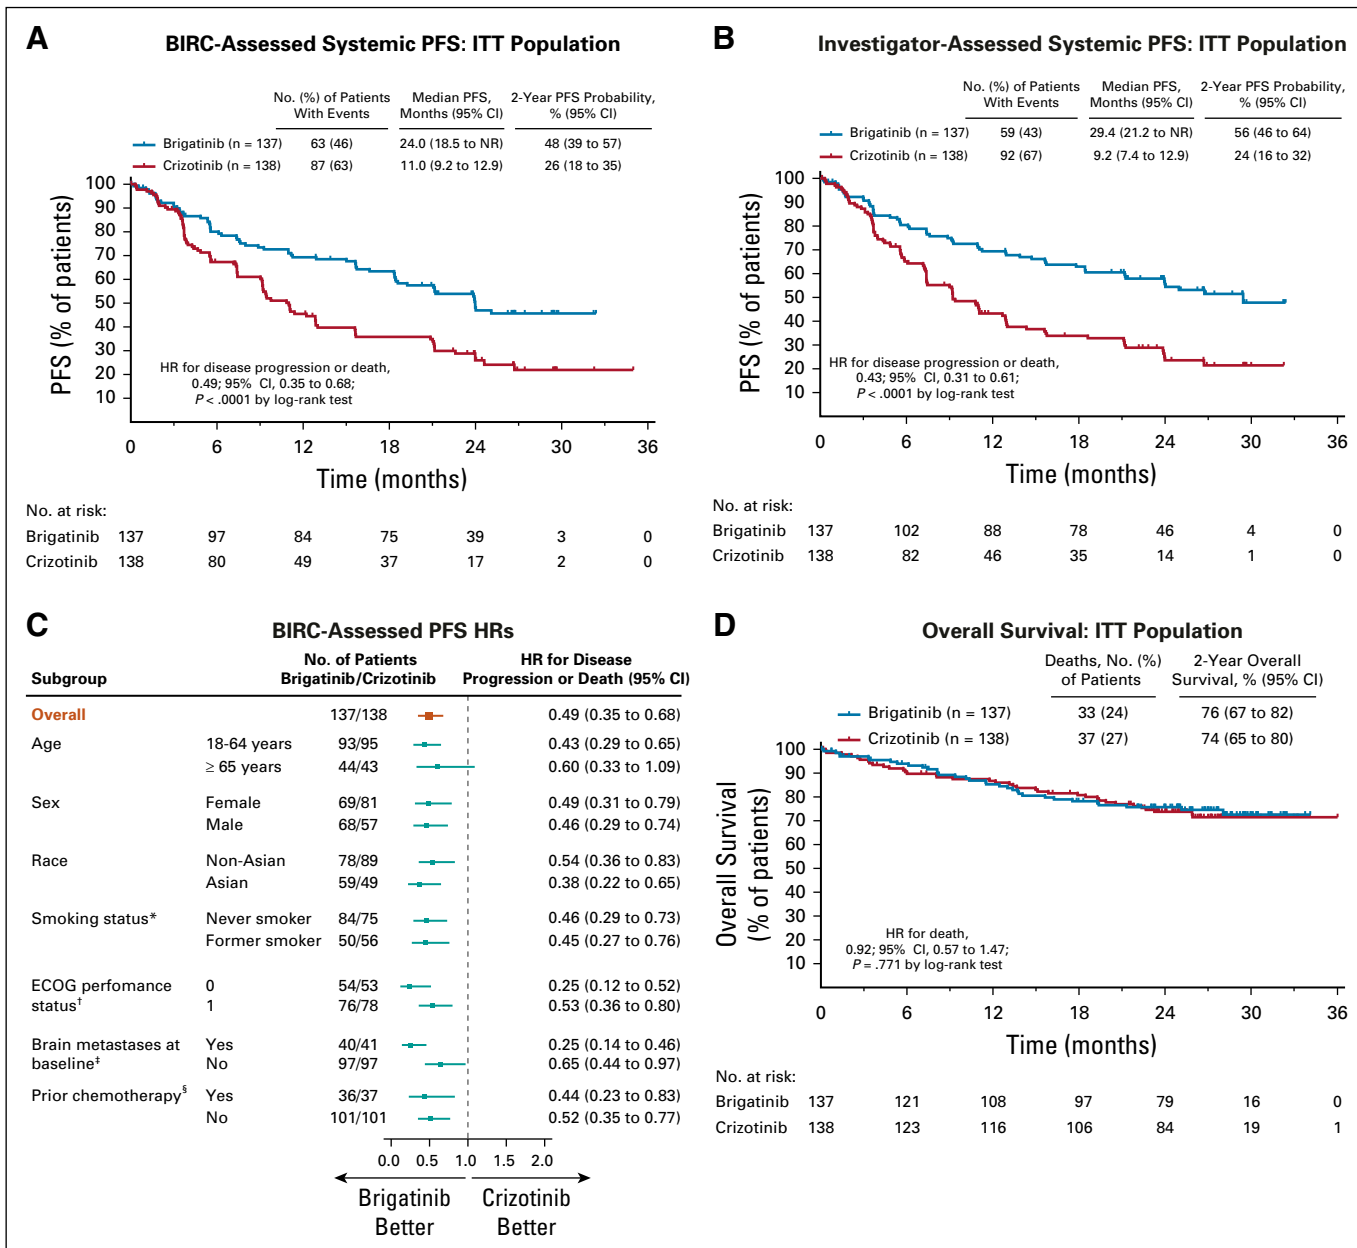 A
BIRC-Assessed Systemic PFS: ITT Population
No. (%) of Patients With Events
Median PFS, Months (95% CI)
2-Year PFS Probability, % (95% CI)
Brigatinib (n = 137) 63 (46) 24.0 (18.5 to NR) 48 (39 to 57)
Crizotinib (n = 138) 87 (63) 11.0 (9.2 to 12.9) 26 (18 to 35)
PFS (% of patients)
100
90
80
70
60
50
40
30
20
10
HR for disease progression or death,
0.49; 95% CI, 0.35 to 0.68;
P < .0001 by log-rank test
0 6 12 18 24 30 36
Time (months)
No. at risk:
Brigatinib 137 97 84 75 39 3 0
Crizotinib 138 80 49 37 17 2 0
B
Investigator-Assessed Systemic PFS: ITT Population
No. (%) of Patients With Events
Median PFS, Months (95% CI)
2-Year PFS Probability, % (95% CI)
Brigatinib (n = 137) 59 (43) 29.4 (21.2 to NR) 56 (46 to 64)
Crizotinib (n = 138) 92 (67) 9.2 (7.4 to 12.9) 24 (16 to 32)
PFS (% of patients)
100
90
80
70
60
50
40
30
20
10
HR for disease progression or death,
0.43; 95% CI, 0.31 to 0.61;
P < .0001 by log-rank test
0 6 12 18 24 30 36
Time (months)
No. at risk:
Brigatinib 137 102 88 78 46 4 0
Crizotinib 138 82 46 35 14 1 0
C
BIRC-Assessed PFS HRs
Subgroup
No. of Patients
Brigatinib/Crizotinib
HR for Disease
Progression or Death (95% CI)
Overall 137/138 0.49 (0.35 to 0.68)
Age 18-64 years 93/95 0.43 (0.29 to 0.65)
≥ 65 years 44/43 0.60 (0.33 to 1.09)
Sex Female 69/81 0.49 (0.31 to 0.79)
Male 68/57 0.46 (0.29 to 0.74)
Race Non-Asian 78/89 0.54 (0.36 to 0.83)
Asian 59/49 0.38 (0.22 to 0.65)
Smoking status* Never smoker 84/75 0.46 (0.29 to 0.73)
Former smoker 50/56 0.45 (0.27 to 0.76)
ECOG perfomance 0 54/53 0.25 (0.12 to 0.52)
status† 1 76/78 0.53 (0.36 to 0.80)
Brain metastases at Yes 40/41 0.25 (0.14 to 0.46)
baseline‡ No 97/97 0.65 (0.44 to 0.97)
Prior chemotherapy§ Yes 36/37 0.44 (0.23 to 0.83)
No 101/101 0.52 (0.35 to 0.77)
0.0 0.5 1.0 1.5 2.0
Brigatinib Better
Crizotinib Better
D
Overall Survival: ITT Population
Deaths, No. (%) of Patients
2-Year Overall Survival, % (95% CI)
Brigatinib (n = 137) 33 (24) 76 (67 to 82)
Crizotinib (n = 138) 37 (27) 74 (65 to 80)
Overall Survival
(% of patients)
100
90
80
70
60
50
40
30
20
10
HR for death,
0.92; 95% CI, 0.57 to 1.47;
P = .771 by log-rank test
0 6 12 18 24 30 36
Time (months)
No. at risk:
Brigatinib 137 121 108 97 79 16 0
Crizotinib 138 123 116 106 84 19 1